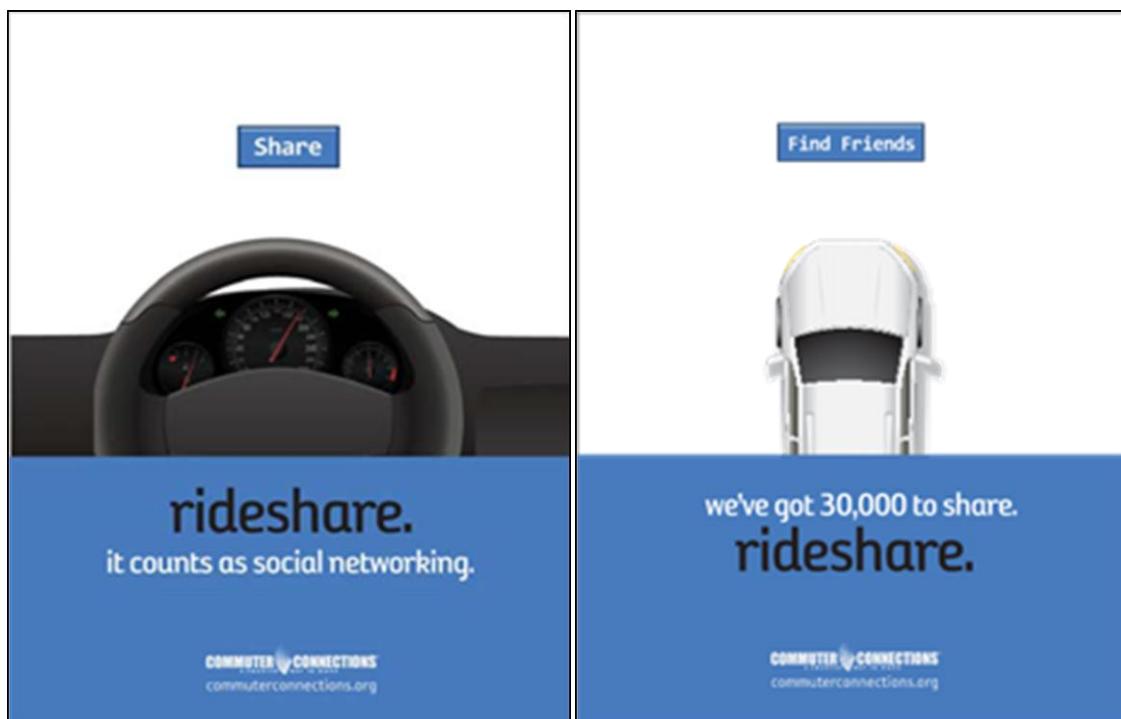 Share
rideshare.
it counts as social networking.
COMMUTER CONNECTIONS
commuterconnections.org
Find Friends
we've got 30,000 to share.
rideshare.
COMMUTER CONNECTIONS
commuterconnections.org